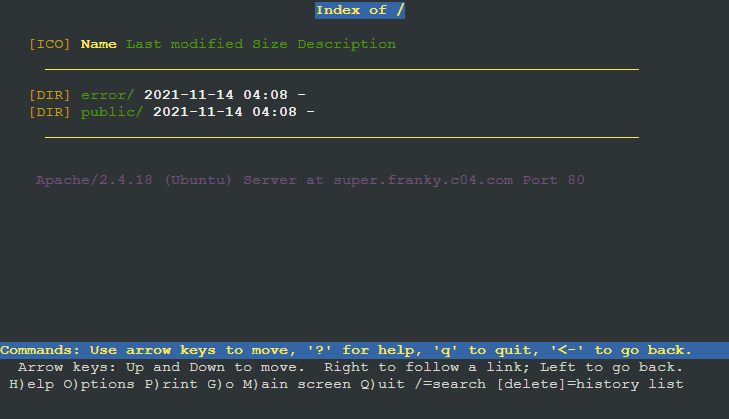 Index of /
[ICO] Name Last modified Size Description
[DIR] error/ 2021-11-14 04:08 -
[DIR] public/ 2021-11-14 04:08 -
Apache/2.4.18 (Ubuntu) Server at super.franky.c04.com Port 80
Commands: Use arrow keys to move, '?' for help, 'q' to quit, '<-' to go back.
Arrow keys: Up and Down to move. Right to follow a link; Left to go back.
H)elp O)ptions P)rint G)o M)ain screen Q)uit /=search [delete]=history list